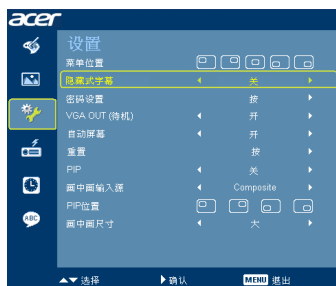 acer
设置
菜单位置
隐藏式字幕 关
密码设置 按
VGA OUT (待机) 开
自动屏幕 开
重置 按
PIP 关
画中画输入源 Composite
PIP位置
画中画尺寸 大
ABC
选择 确认 MENU 退出